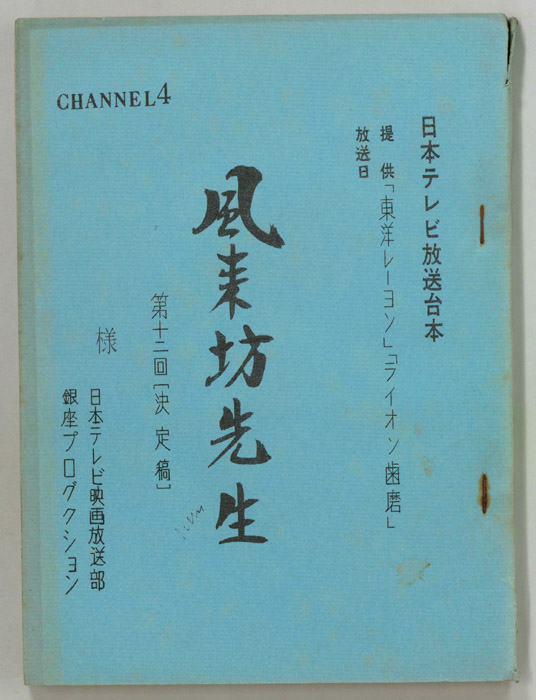 CHANNEL4
日本テレビ放送台本
提供「東洋レーヨン」「ライオン歯磨」
放送日
風来坊先生
第十二回[決定稿]
様
日本テレビ映画放送部
銀座プログクション